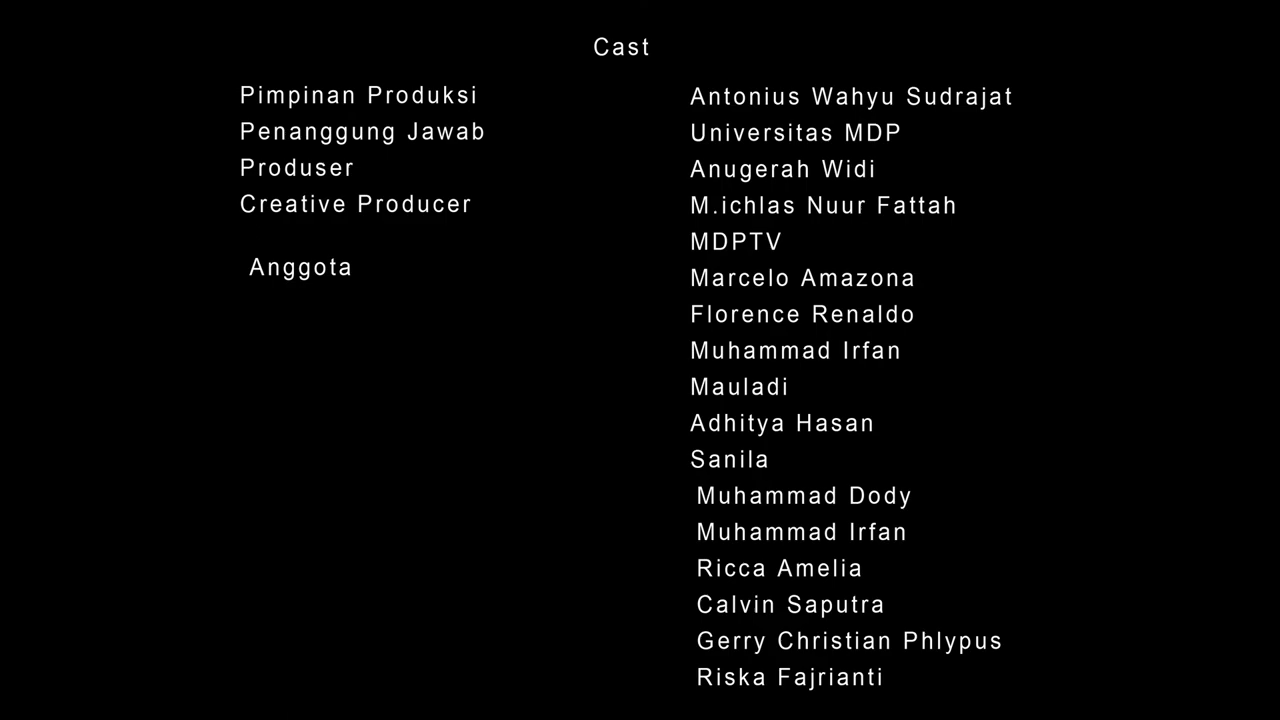 Cast
Pimpinan Produksi
Antonius Wahyu Sudrajat
Penanggung Jawab
Universitas MDP
Produser
Anugerah Widi
Creative Producer
M.ichlas Nuur Fattah
MDPTV
Anggota
Marcelo Amazona
Florence Renaldo
Muhammad Irfan
Mauladi
Adhitya Hasan
Sanila
Muhammad Dody
Muhammad Irfan
Ricca Amelia
Calvin Saputra
Gerry Christian Phlypus
Riska Fajrianti